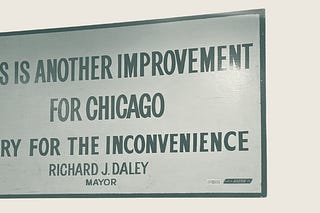 S IS ANOTHER IMPROVEMENT
FOR CHICAGO
RY FOR THE INCONVENIENCE
RICHARD J. DALEY
MAYOR